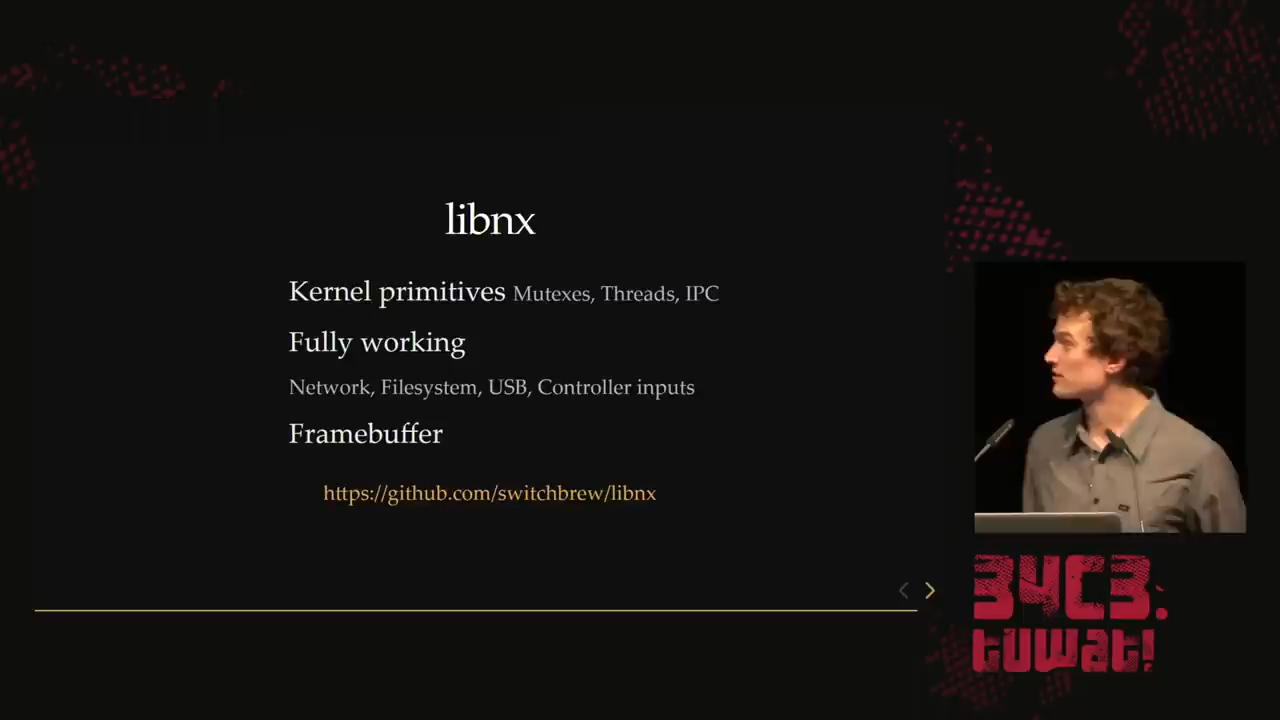 libnx
Kernel primitives Mutexes, Threads, IPC
Fully working
Network, Filesystem, USB, Controller inputs
Framebuffer
https://github.com/switchbrew/libnx
34C3.
tuwat!